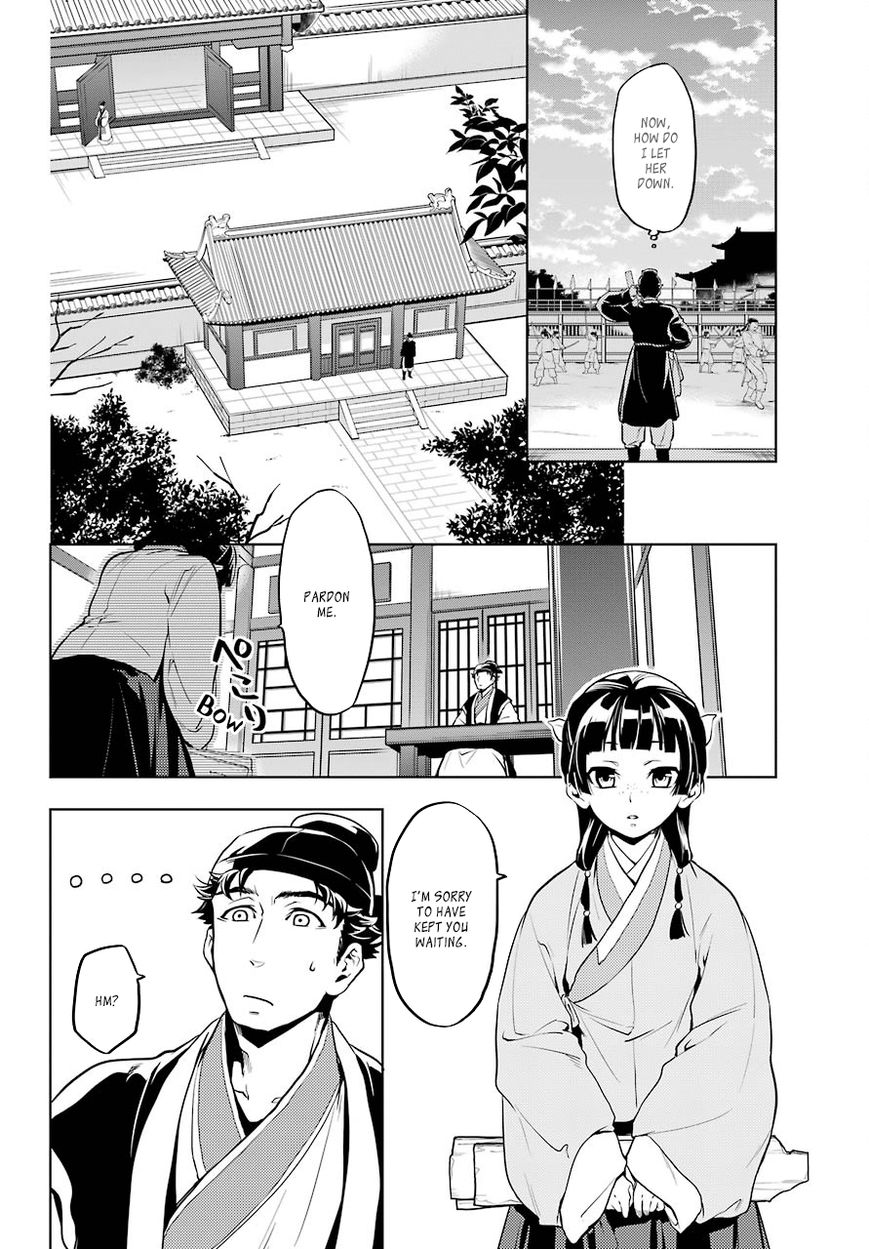 NOW,
HOW DO
I LET
HER
DOWN.
PARDON
ME.
ぺこり
BOW
I'M SORRY
TO HAVE
KEPT YOU
WAITING.
HM?